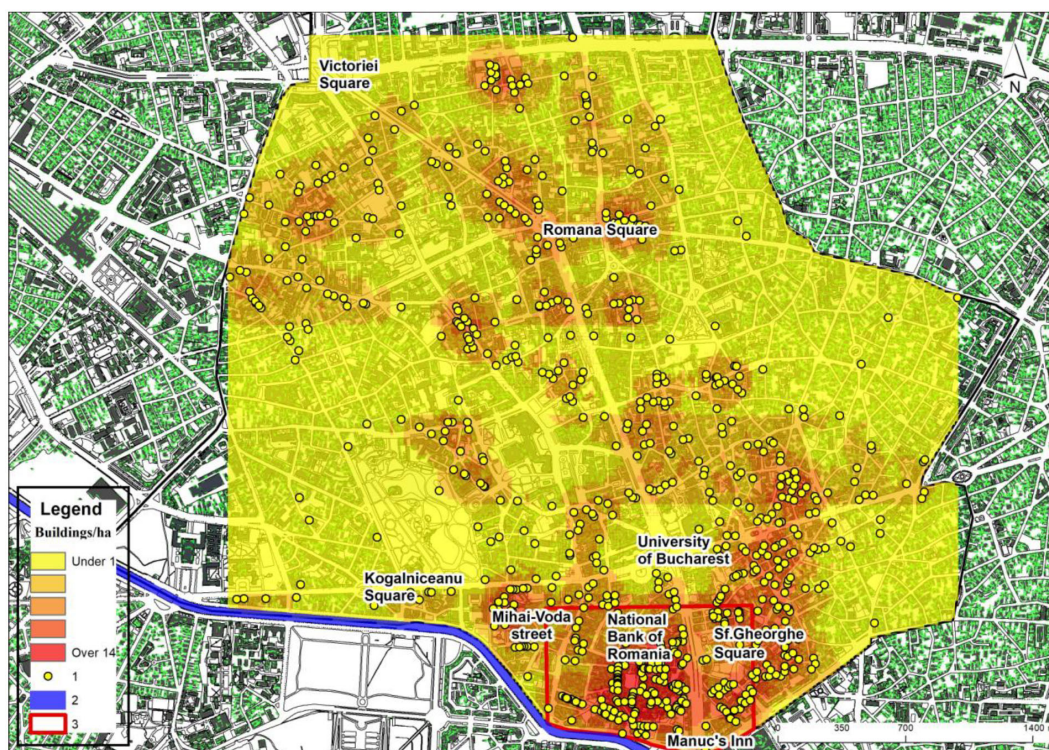 Victoriei
Square
N
Romana Square
University
of Bucharest
Kogalniceanu
Square
Mihai-Voda
street
National
Bank of
Romania
Sf.Gheorghe
Square
Manuc's Inn
Legend
Buildings/ha
Under 1
Over 14
1
2
3
0
350
700
1400 m